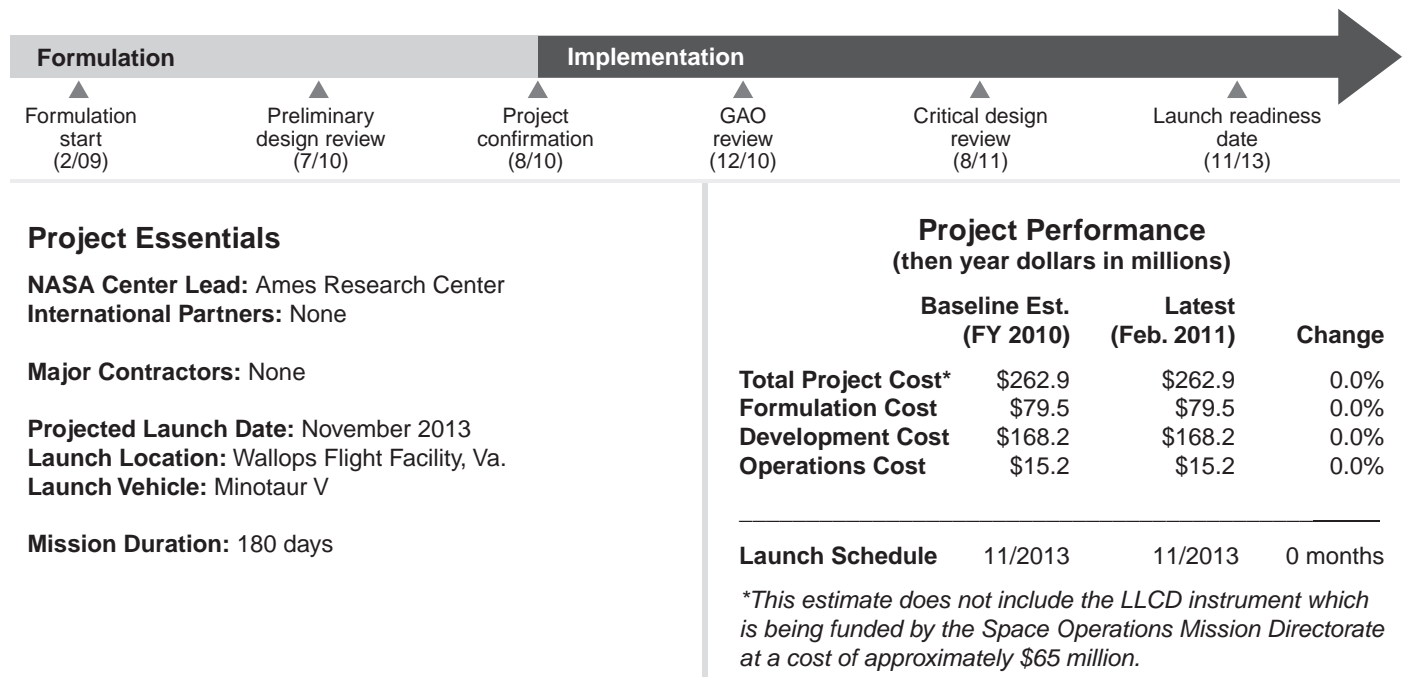 Formulation
Implementation
Formulation
start
(2/09)
Preliminary
design review
(7/10)
Project
confirmation
(8/10)
GAO
review
(12/10)
Critical design
review
(8/11)
Launch readiness
date
(11/13)
Project Essentials
NASA Center Lead: Ames Research Center
International Partners: None
Major Contractors: None
Projected Launch Date: November 2013
Launch Location: Wallops Flight Facility, Va.
Launch Vehicle: Minotaur V
Mission Duration: 180 days
Project Performance
(then year dollars in millions)
Baseline Est. Latest
(FY 2010) (Feb. 2011) Change
Total Project Cost* $262.9 $262.9 0.0%
Formulation Cost $79.5 $79.5 0.0%
Development Cost $168.2 $168.2 0.0%
Operations Cost $15.2 $15.2 0.0%
Launch Schedule 11/2013 11/2013 0 months
*This estimate does not include the LLCD instrument which
is being funded by the Space Operations Mission Directorate
at a cost of approximately $65 million.